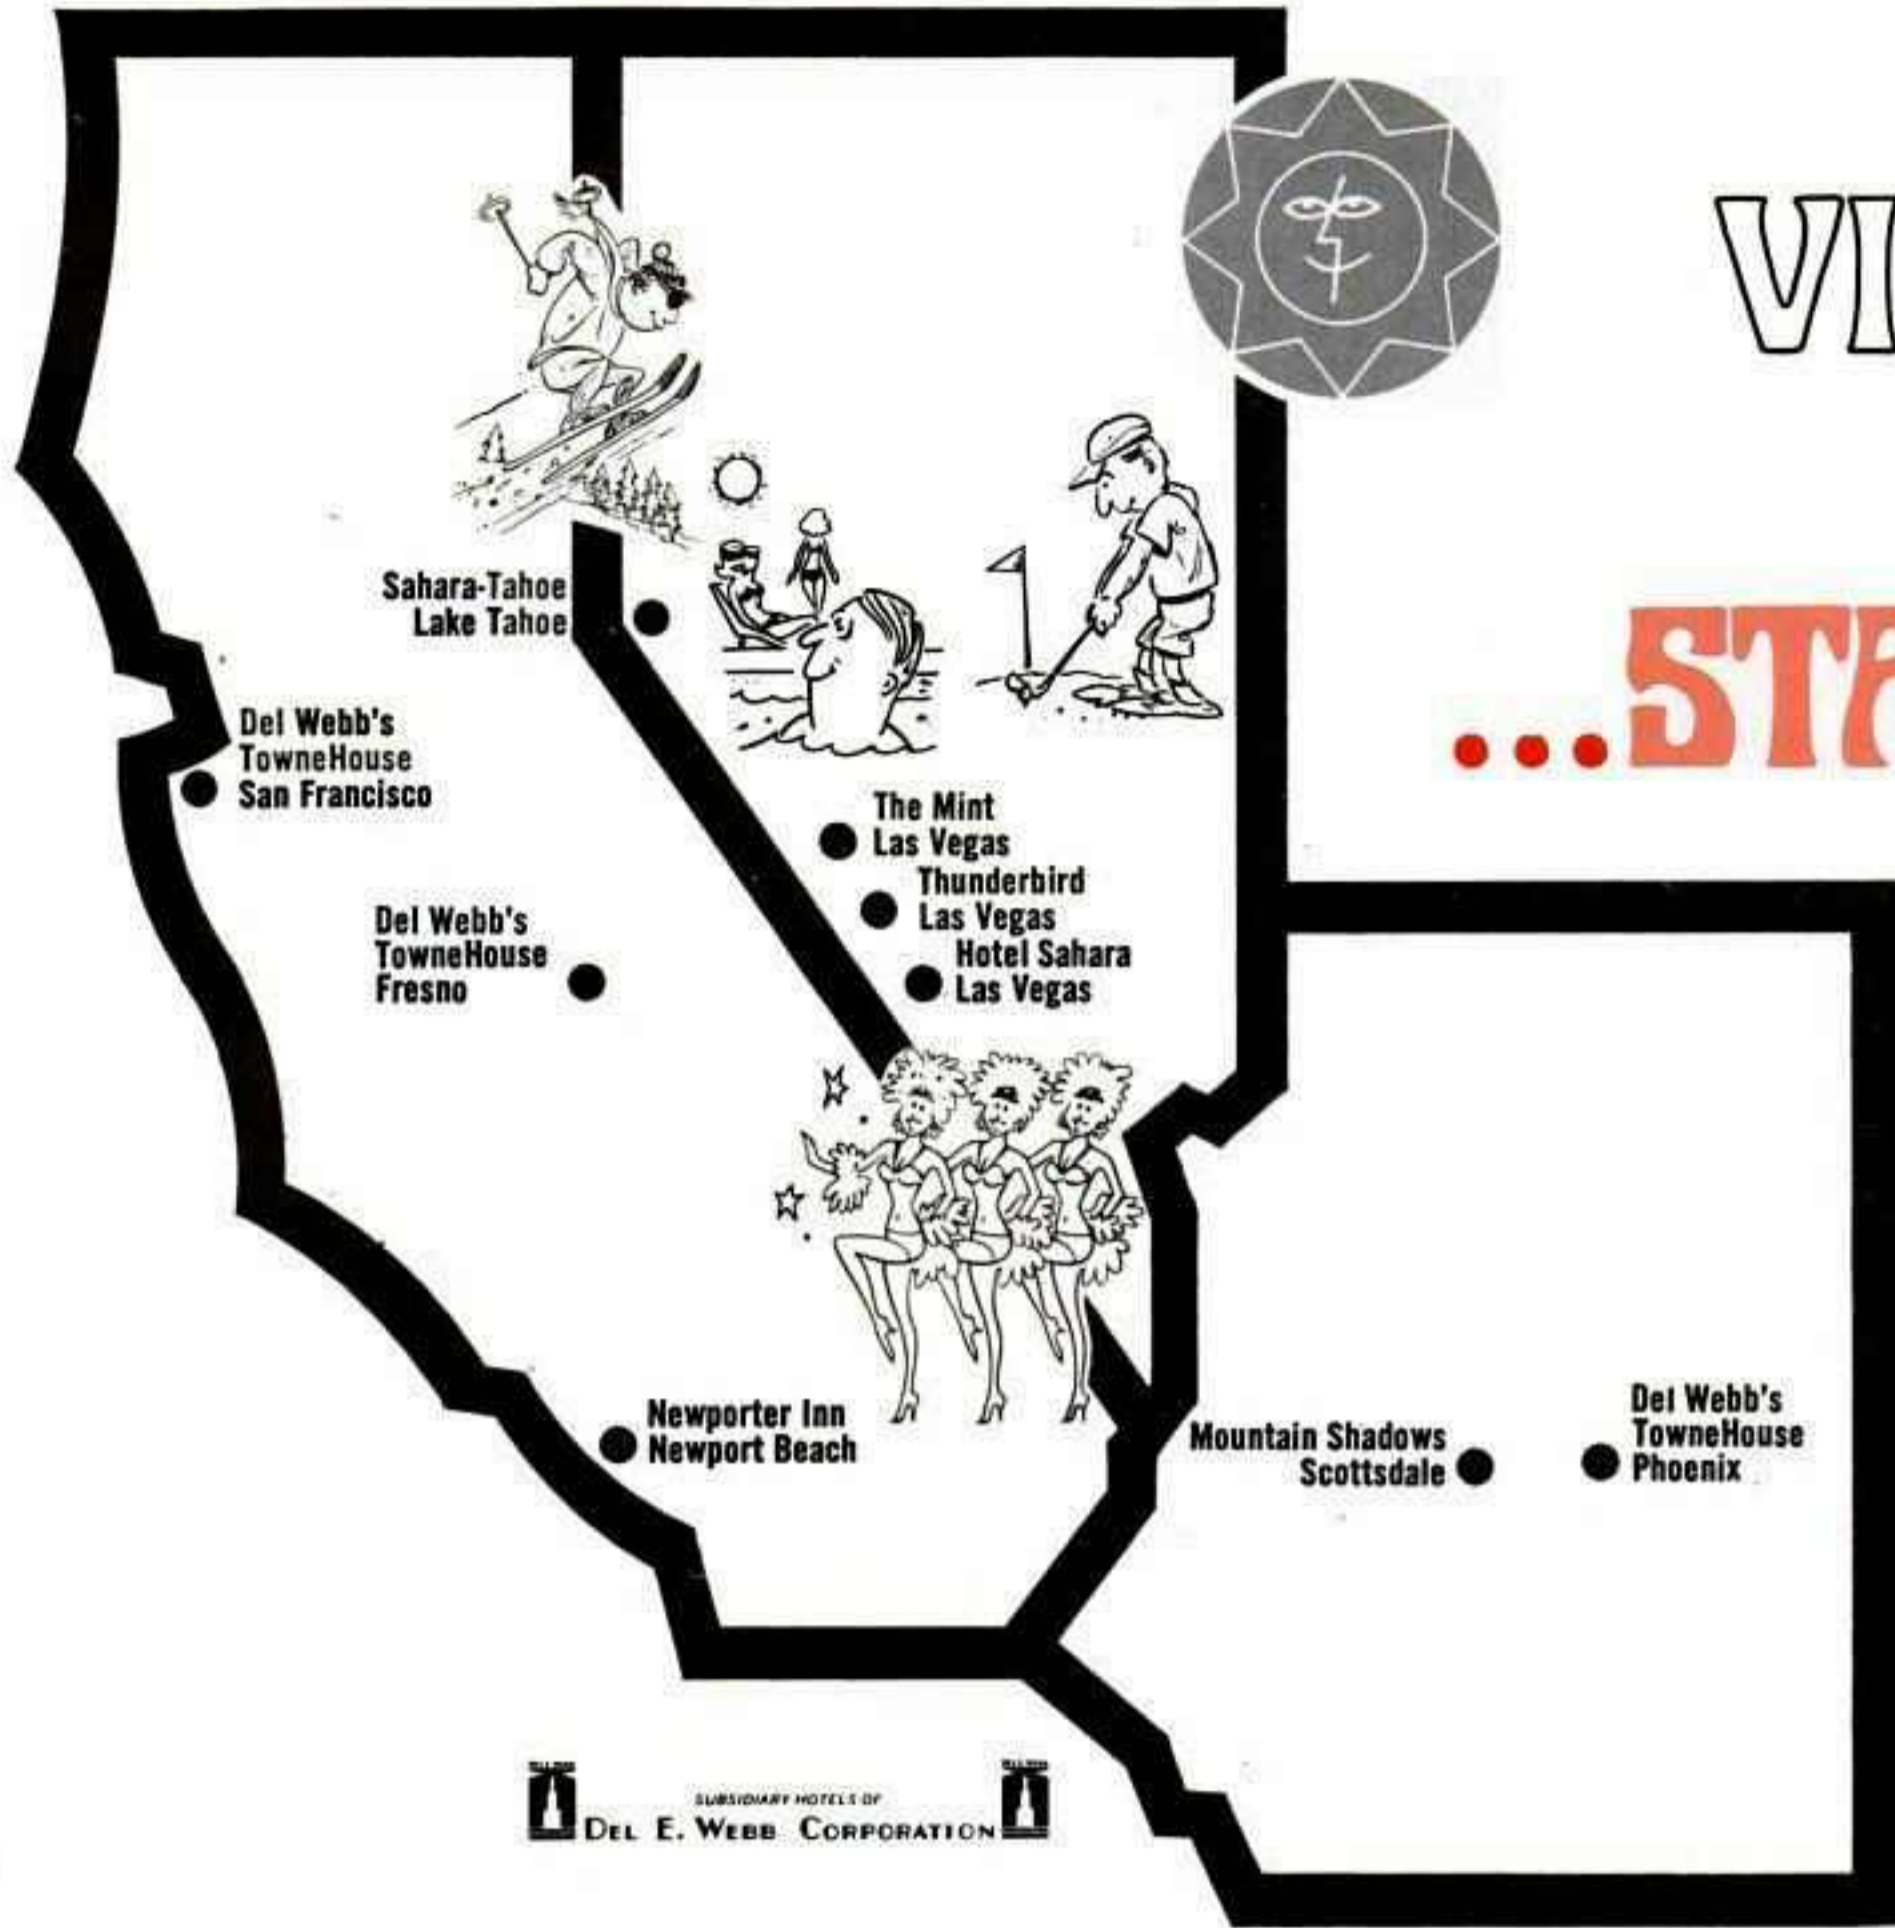 VI
Sahara-Tahoe
Lake Tahoe
...STA
Del Webb's
TowneHouse
San Francisco
The Mint
Las Vegas
Thunderbird
Las Vegas
Del Webb's
TowneHouse
Fresno
Hotel Sahara
Las Vegas
Newporter Inn
Newport Beach
Mountain Shadows
Scottsdale
Del Webb's
TowneHouse
Phoenix
SUBSIDIARY HOTELS OF
DEL E. WEBB CORPORATION